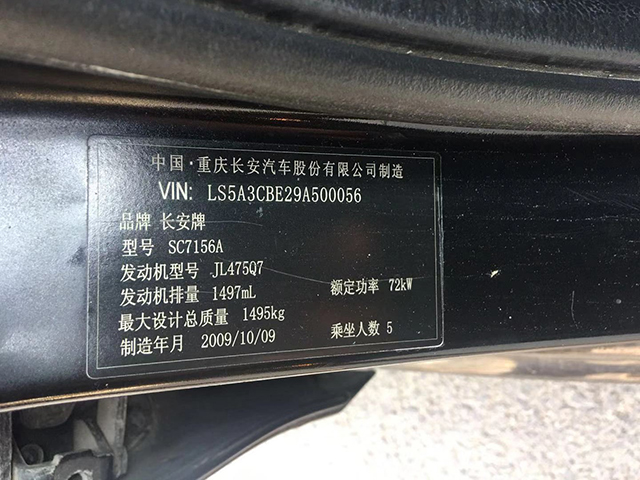 中国·重庆长安汽车股份有限公司制造
VIN: LS5A3CBE29A500056
品牌 长安牌
型号 SC7156A
发动机型号 JL475Q7
发动机排量 1497mL 额定功率 72kW
最大设计总质量 1495kg
制造年月 2009/10/09 乘坐人数 5